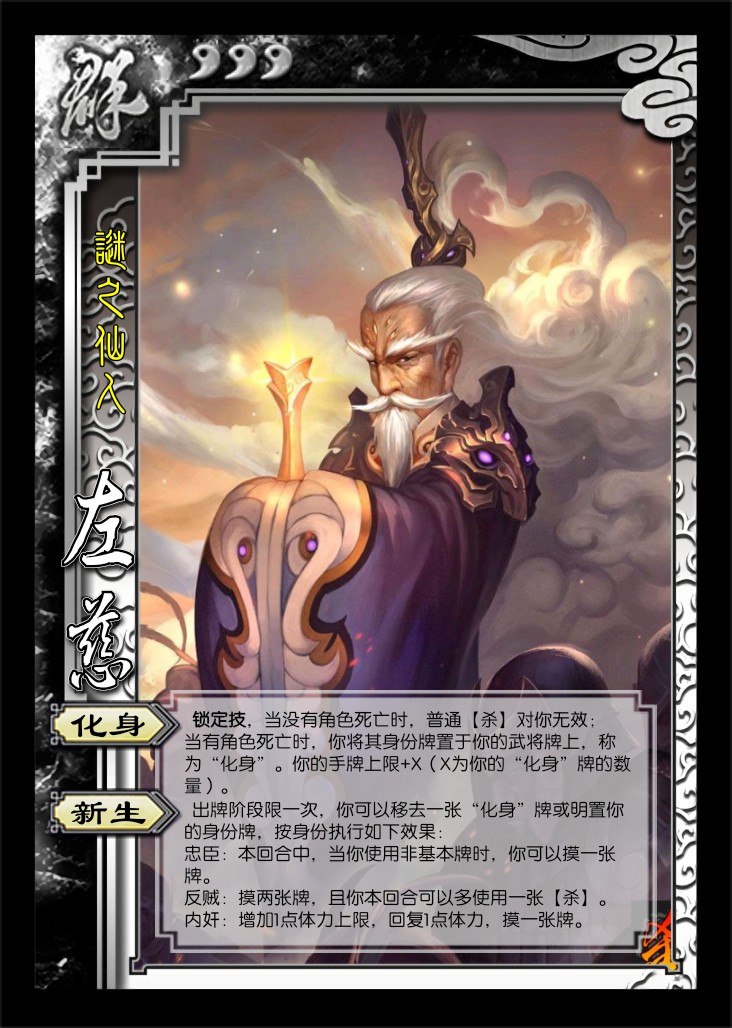 群
謎之仙人
左慈
化身
锁定技，当没有角色死亡时，普通【杀】对你无效；
当有角色死亡时，你将其身份牌置于你的武将牌上，称
为“化身”。你的手牌上限+X（X为你的“化身”牌的数
量）。
新生
出牌阶段限一次，你可以移去一张“化身”牌或明置你
的身份牌，按身份执行如下效果：
忠臣：本回合中，当你使用非基本牌时，你可以摸一张
牌。
反贼：摸两张牌，且你本回合可以多使用一张【杀】。
内奸：增加1点体力上限，回复1点体力，摸一张牌。